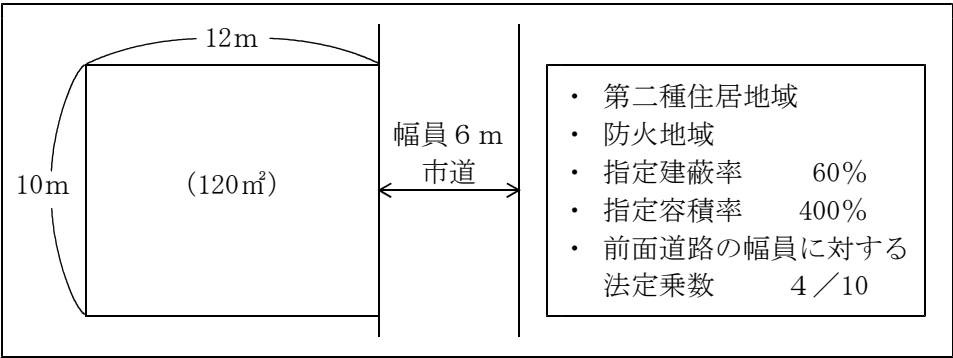 12m
10m
(120㎡)
幅員6m
市道
・ 第二種住居地域
・ 防火地域
・ 指定建蔽率 60%
・ 指定容積率 400%
・ 前面道路の幅員に対する
法定乗数 4/10